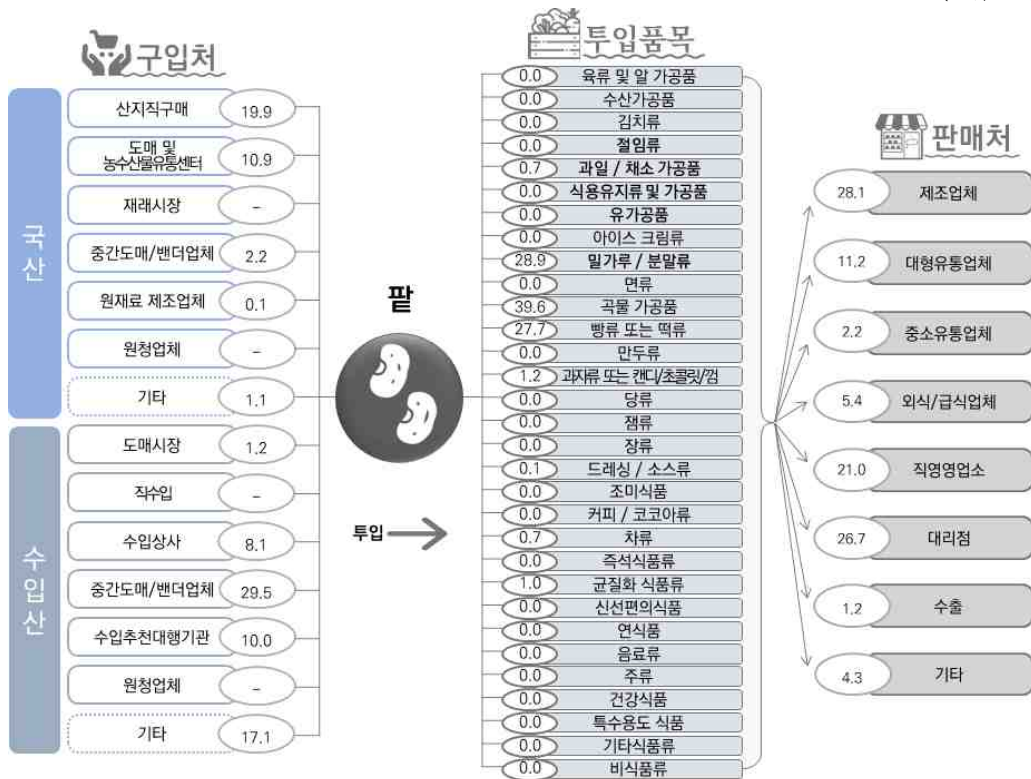 구입처
국산
산지직구매 19.9
도매 및
농수산물유통센터 10.9
재래시장 –
중간도매/밴더업체 2.2
원재료 제조업체 0.1
원청업체 –
기타 1.1
수입산
도매시장 1.2
직수입 –
수입상사 8.1
중간도매/밴더업체 29.5
수입추천대행기관 10.0
원청업체 –
기타 17.1
팥
투입
투입품목
0.0 육류 및 알 가공품
0.0 수산가공품
0.0 김치류
0.0 절임류
0.7 과일 / 채소 가공품
0.0 식용유지류 및 가공품
0.0 유가공품
0.0 아이스 크림류
28.9 밀가루 / 분말류
0.0 면류
39.6 곡물 가공품
27.7 빵류 또는 떡류
0.0 만두류
1.2 과자류 또는 캔디/초콜릿/껌
0.0 당류
0.0 잼류
0.0 장류
0.1 드레싱 / 소스류
0.0 조미식품
0.0 커피 / 코코아류
0.7 차류
0.0 즉석식품류
1.0 균질화 식품류
0.0 신선편의식품
0.0 연식품
0.0 음료류
0.0 주류
0.0 건강식품
0.0 특수용도 식품
0.0 기타식품류
0.0 비식품류
판매처
28.1 제조업체
11.2 대형유통업체
2.2 중소유통업체
5.4 외식/급식업체
21.0 직영영업소
26.7 대리점
1.2 수출
4.3 기타